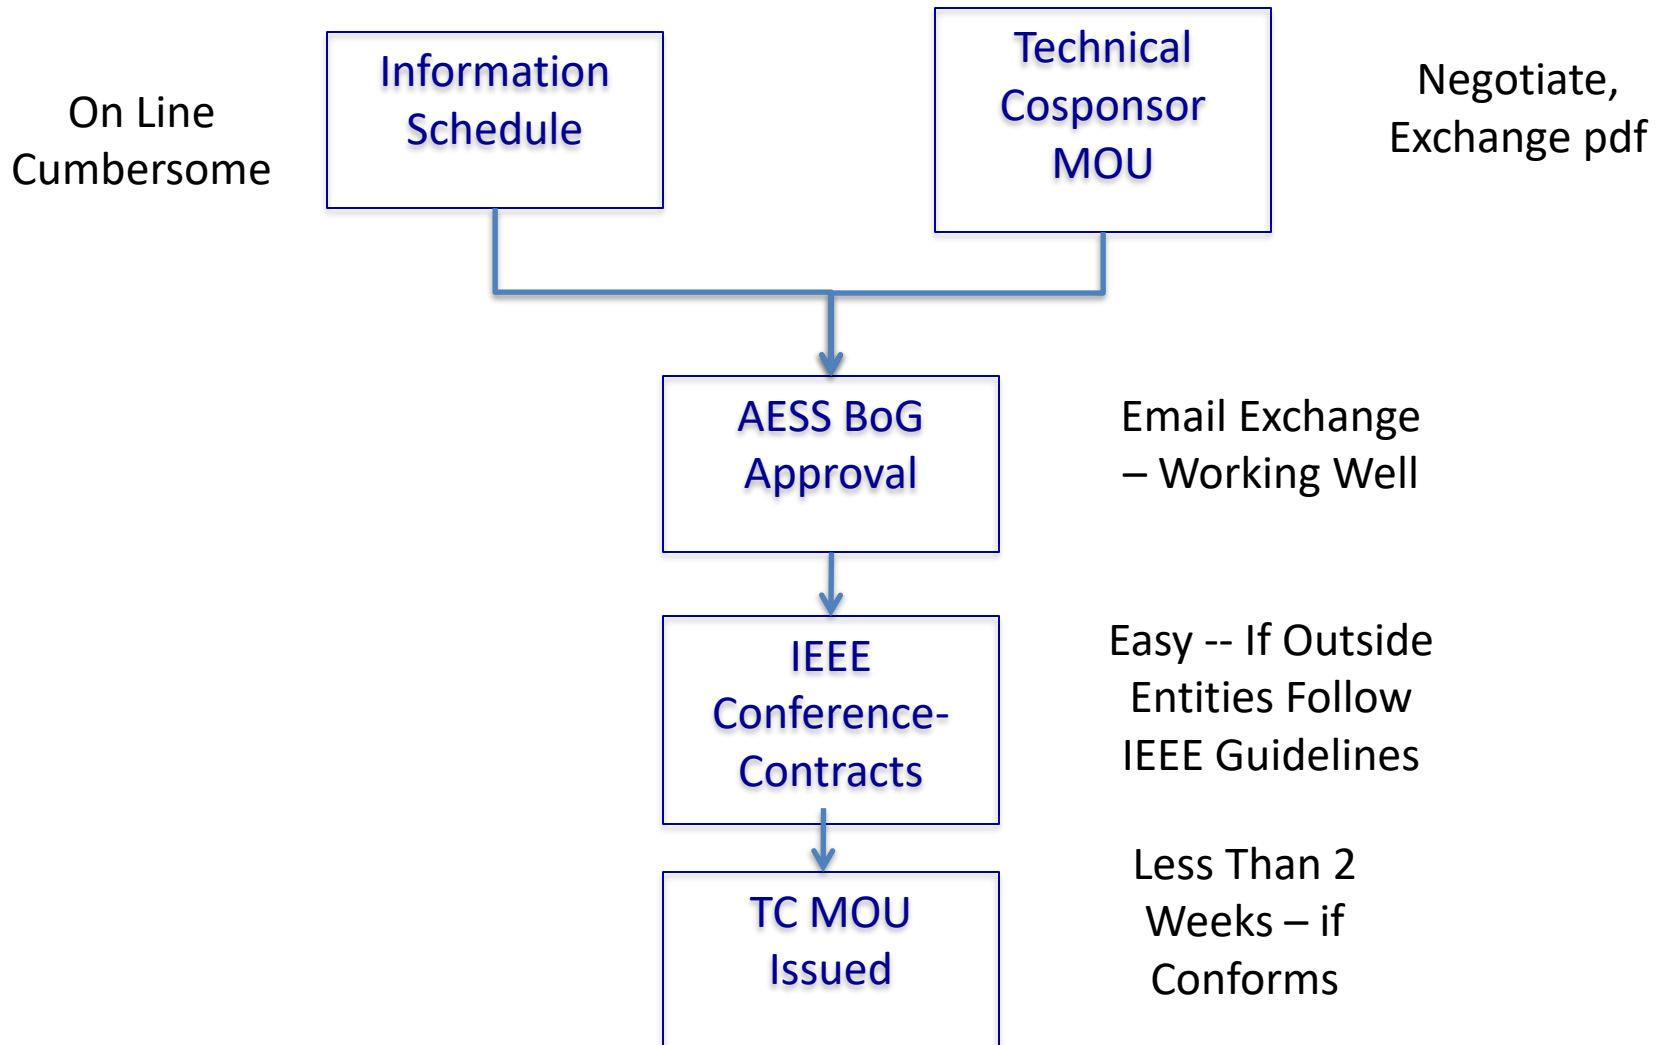 On Line
Cumbersome
Information
Schedule
Technical
Cosponsor
MOU
Negotiate,
Exchange pdf
AESS BoG
Approval
Email Exchange
– Working Well
IEEE
Conference-
Contracts
Easy -- If Outside
Entities Follow
IEEE Guidelines
TC MOU
Issued
Less Than 2
Weeks – if
Conforms